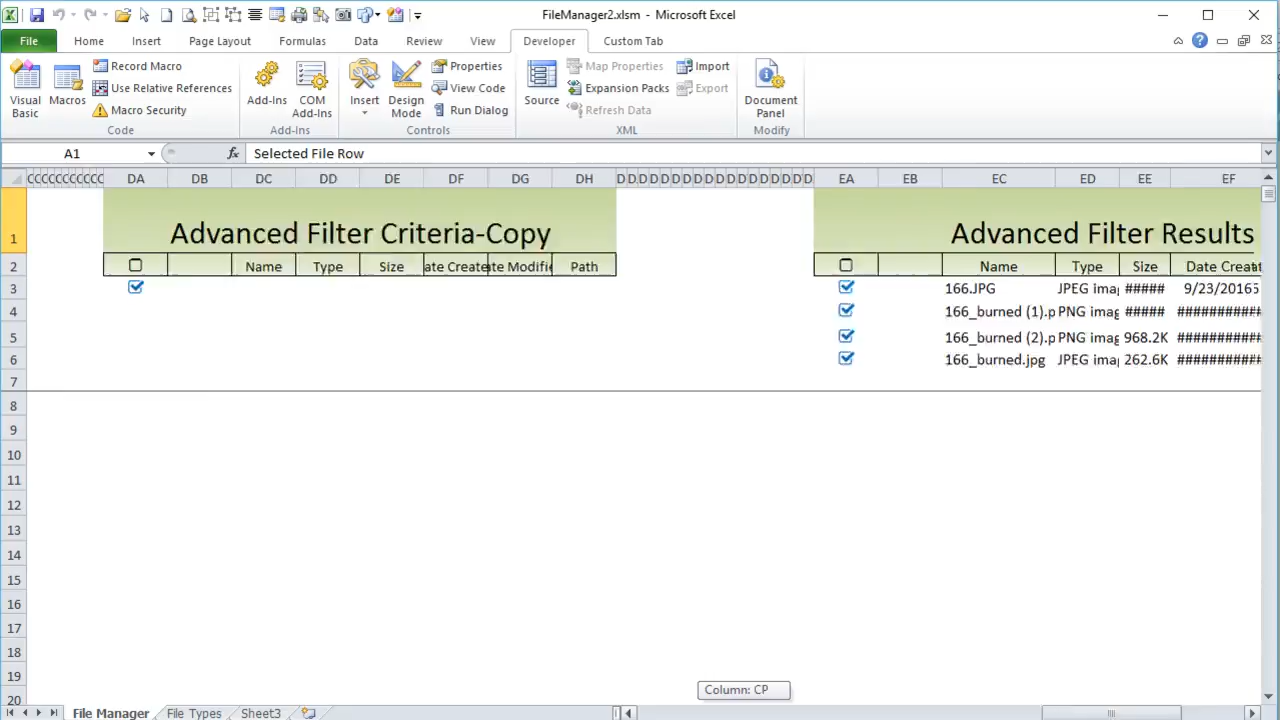 FileManager2.xlsm - Microsoft Excel
File Home Insert Page Layout Formulas Data Review View Developer Custom Tab
Visual Basic
Macros
Record Macro
Use Relative References
Macro Security
Code
Add-Ins
COM Add-Ins
Add-Ins
Insert
Design Mode
Properties
View Code
Run Dialog
Controls
Source
Map Properties
Expansion Packs
Refresh Data
Import
Export
XML
Document Panel
Modify
A1 fx Selected File Row
DA DB DC DD DE DF DG DH EA EB EC ED EE EF
1 Advanced Filter Criteria-Copy Advanced Filter Results
2 Name Type Size ate Create te Modifie Path Name Type Size Date Creat
3 166.JPG JPEG imag ##### 9/23/2016
4 166_burned (1).p PNG imag ##### ###########
5 166_burned (2).p PNG imag 968.2K ###########
6 166_burned.jpg JPEG imag 262.6K ###########
7
8
9
10
11
12
13
14
15
16
17
18
19
20
Column: CP
File Manager File Types Sheet3